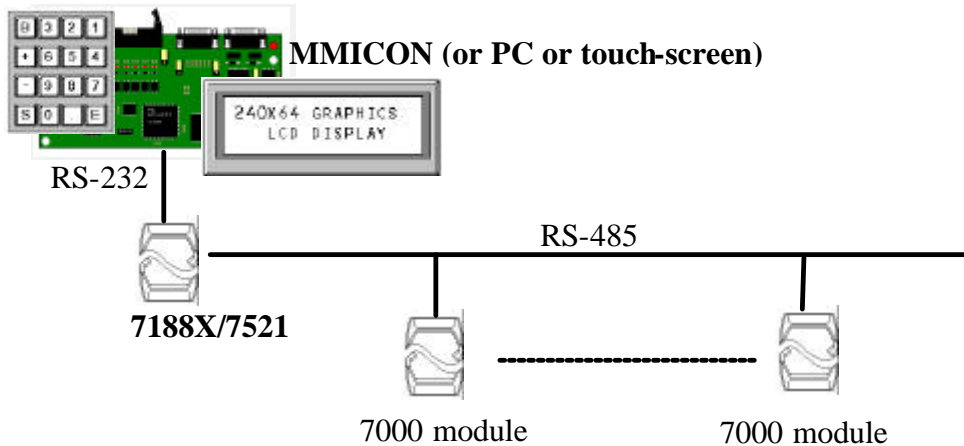 B 3 2 1
+ 6 5 4
- 9 8 7
S 0 . E
MMICON (or PC or touch-screen)
240X64 GRAPHICS
LCD DISPLAY
RS-232
RS-485
7188X/7521
7000 module
7000 module